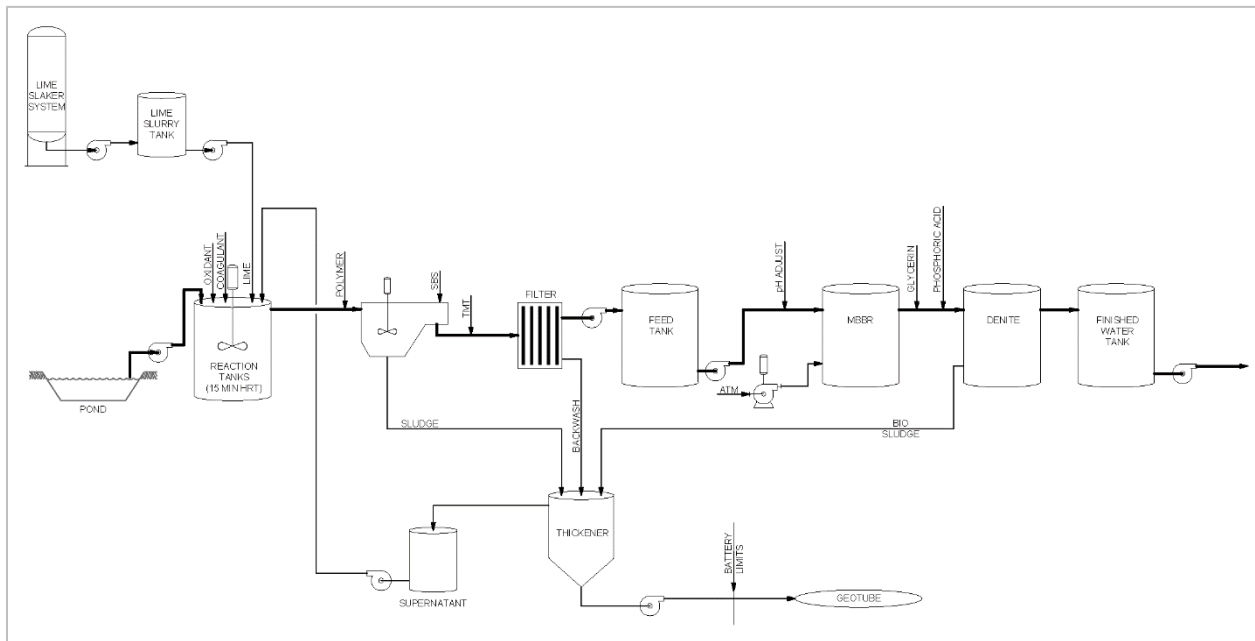 LIME
SLAKER
SYSTEM
LIME
SLURRY
TANK
OXIDANT
COAGULANT
LIME
REACTION
TANKS
(15 MIN HRT)
POND
POLYMER
SBS
TMT
FILTER
FEED
TANK
pH ADJUST
MBBR
ATM
GLYCERIN
PHOSPHORIC ACID
DENITE
FINISHED
WATER
TANK
SLUDGE
BACKWASH
BIO
SLUDGE
THICKENER
SUPERNATANT
BATTERY
LIMITS
GEOTUBE